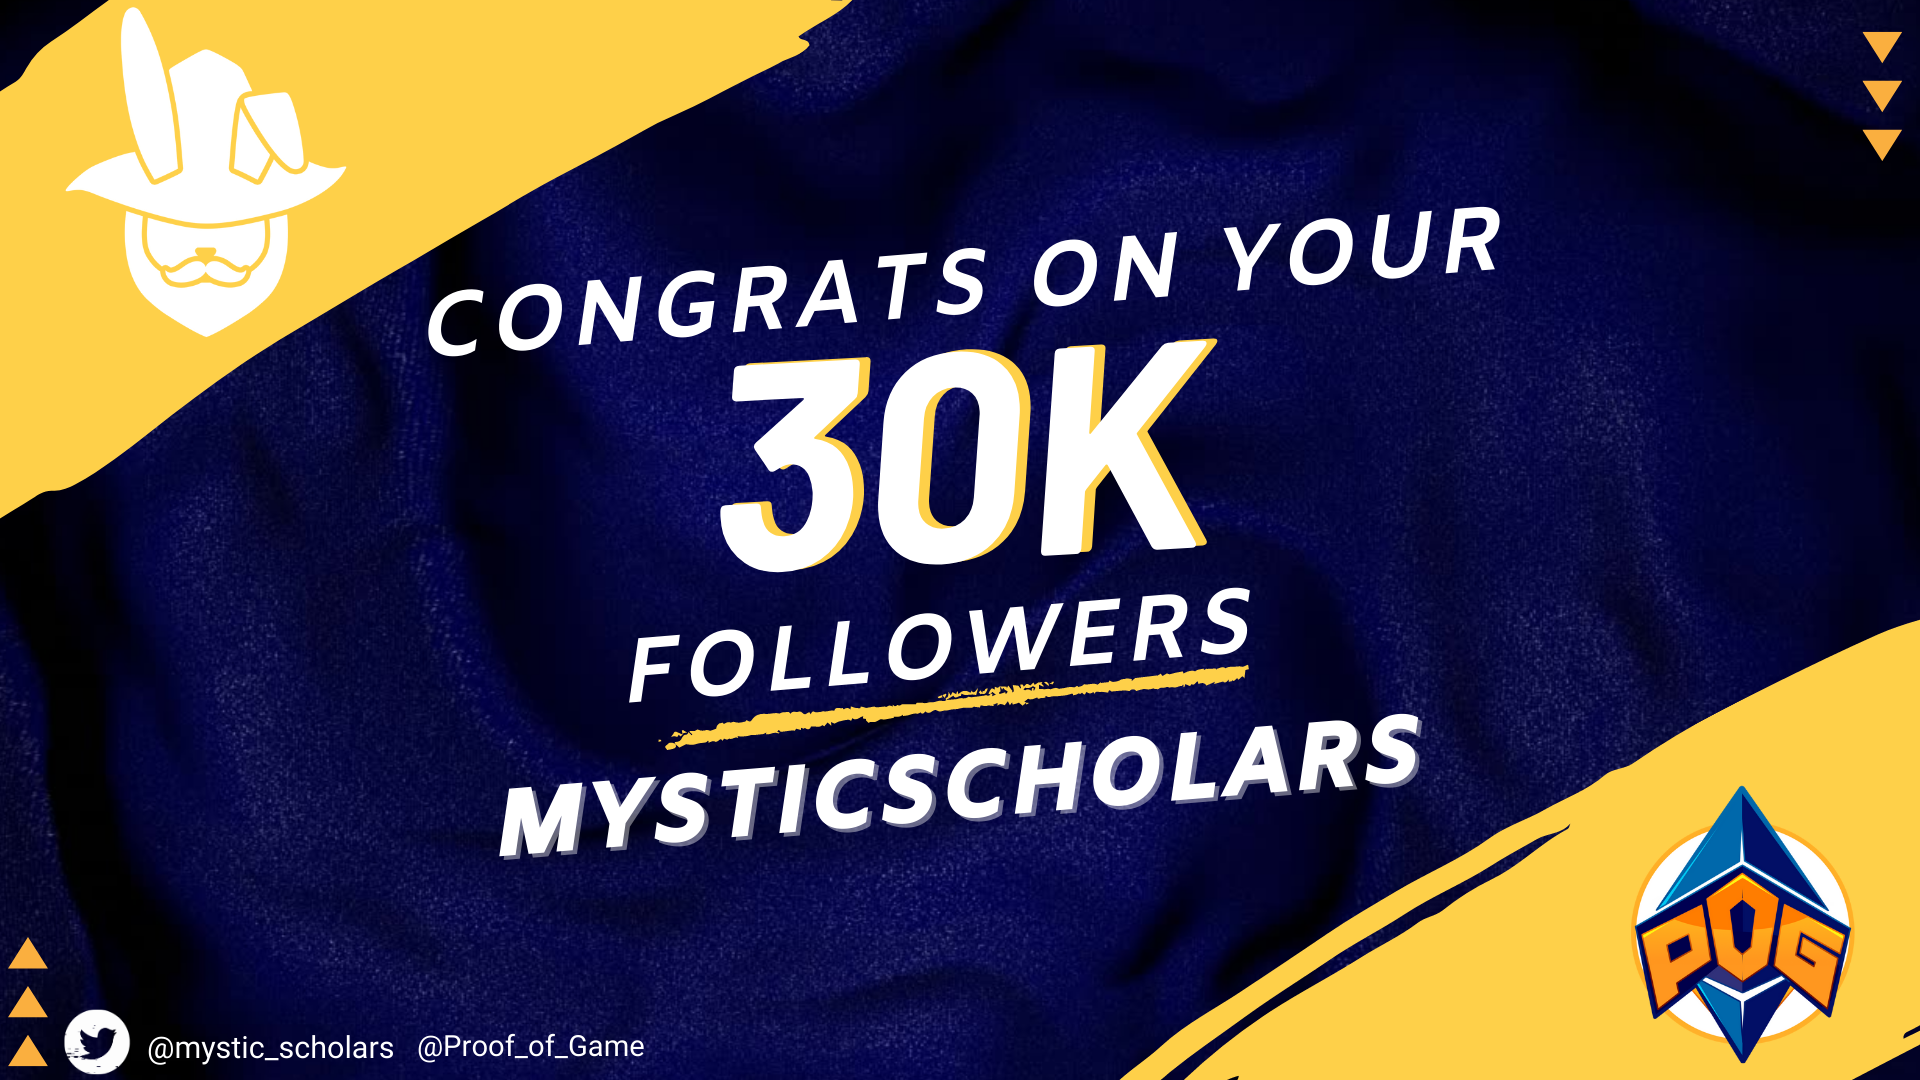 CONGRATS ON YOUR
30K
FOLLOWERS
MYSTICSCHOLARS
POG
@mystic_scholars @Proof_of_Game